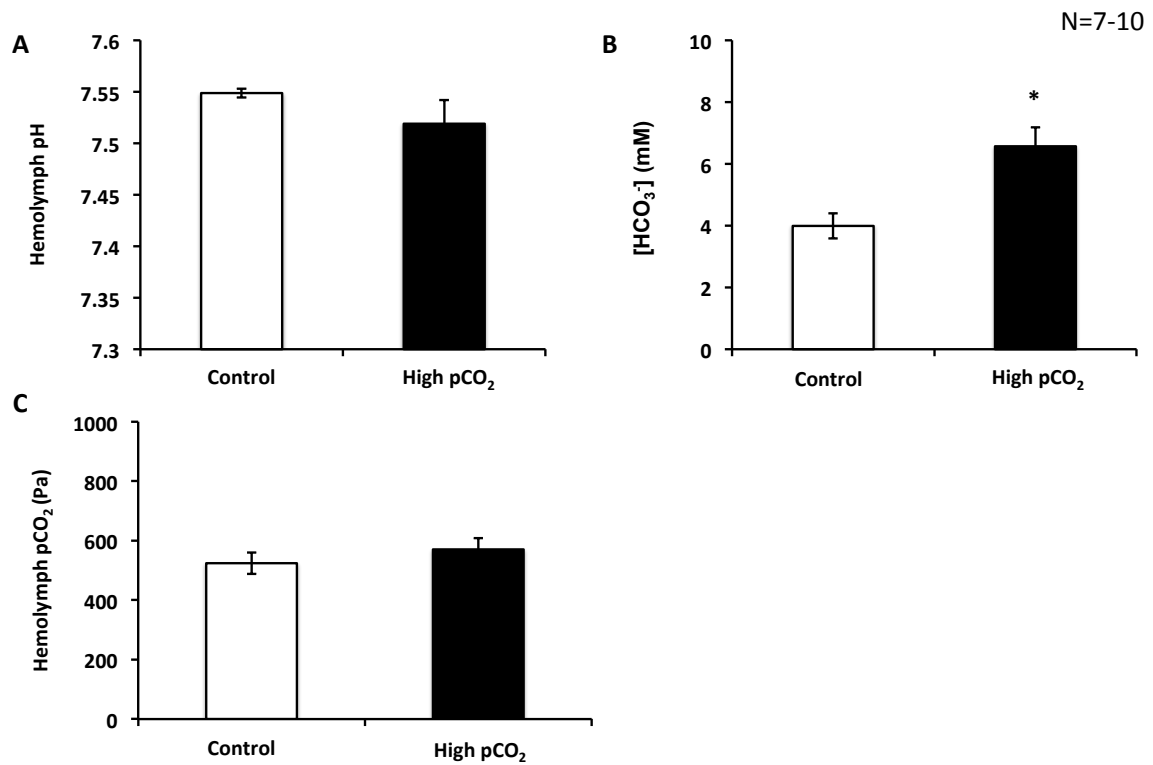 N=7-10
A
Hemolymph pH
7.6
7.55
7.5
7.45
7.4
7.35
7.3
Control
High pCO₂
B
[HCO₃⁻] (mM)
10
8
6
4
2
0
*
Control
High pCO₂
C
Hemolymph pCO₂ (Pa)
1000
800
600
400
200
0
Control
High pCO₂